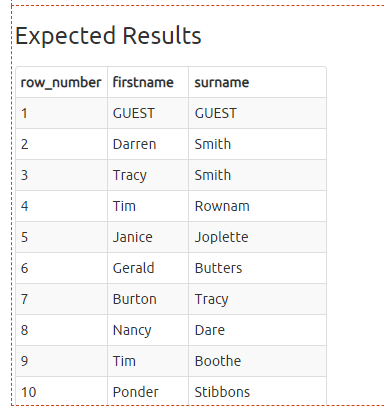 Expected Results
row_number firstname surname
1 GUEST GUEST
2 Darren Smith
3 Tracy Smith
4 Tim Rownam
5 Janice Joplette
6 Gerald Butters
7 Burton Tracy
8 Nancy Dare
9 Tim Boothe
10 Ponder Stibbons